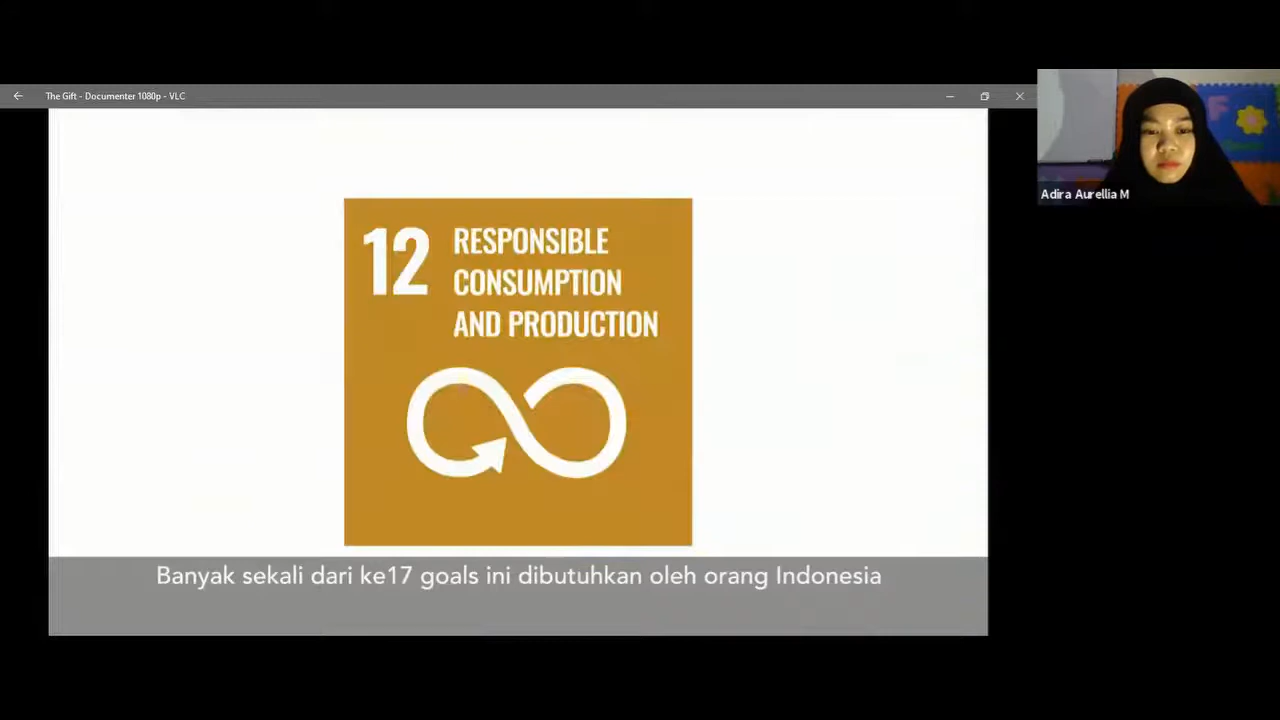 The Gift - Documenter 1080p - VLC
12 RESPONSIBLE
CONSUMPTION
AND PRODUCTION
Adira Aurellia M
Banyak sekali dari ke17 goals ini dibutuhkan oleh orang Indonesia